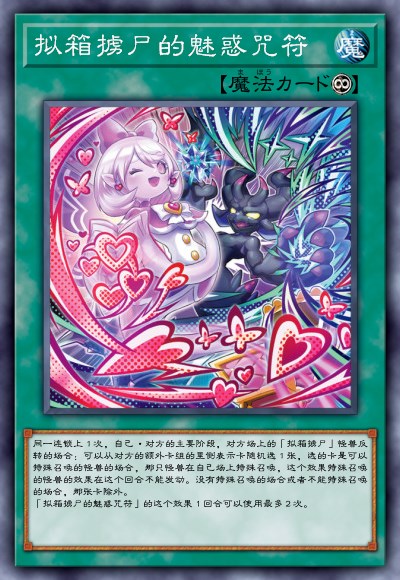 拟箱掳尸的魅惑咒符
魔
【魔法カード】
まほう
同一连锁上1次，自己·对方的主要阶段，对方场上的「拟箱掳尸」怪兽反
转的场合：可以从对方的额外卡组的里侧表示卡随机选1张，选的卡是可以
特殊召唤的怪兽的场合，那只怪兽在自己场上特殊召唤。这个效果特殊召唤
的怪兽的效果在这个回合不能发动。没有特殊召唤的场合或者不能特殊召唤
的场合，那张卡除外。
「拟箱掳尸的魅惑咒符」的这个效果1回合可以使用最多2次。